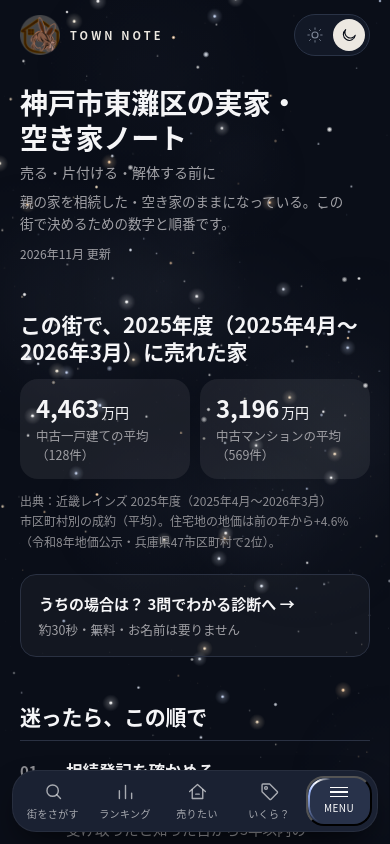 TOWN NOTE
神戸市東灘区の実家・
空き家ノート
売る・片付ける・解体する前に
親の家を相続した・空き家のままになっている。この
街で決めるための数字と順番です。
2026年11月 更新
この街で、2025年度（2025年4月〜
2026年3月）に売れた家
4,463万円
中古一戸建ての平均
（128件）
3,196万円
中古マンションの平均
（569件）
出典：近畿レインズ 2025年度（2025年4月〜2026年3月）
市区町村別の成約（平均）。住宅地の地価は前の年から+4.6%
（令和8年地価公示・兵庫県47市区町村で2位）。
うちの場合は？ 3問でわかる診断へ →
約30秒・無料・お名前は要りません
迷ったら、この順で
01 相続登記を確かめる
街をさがす
ランキング
売りたい
いくら？
MENU